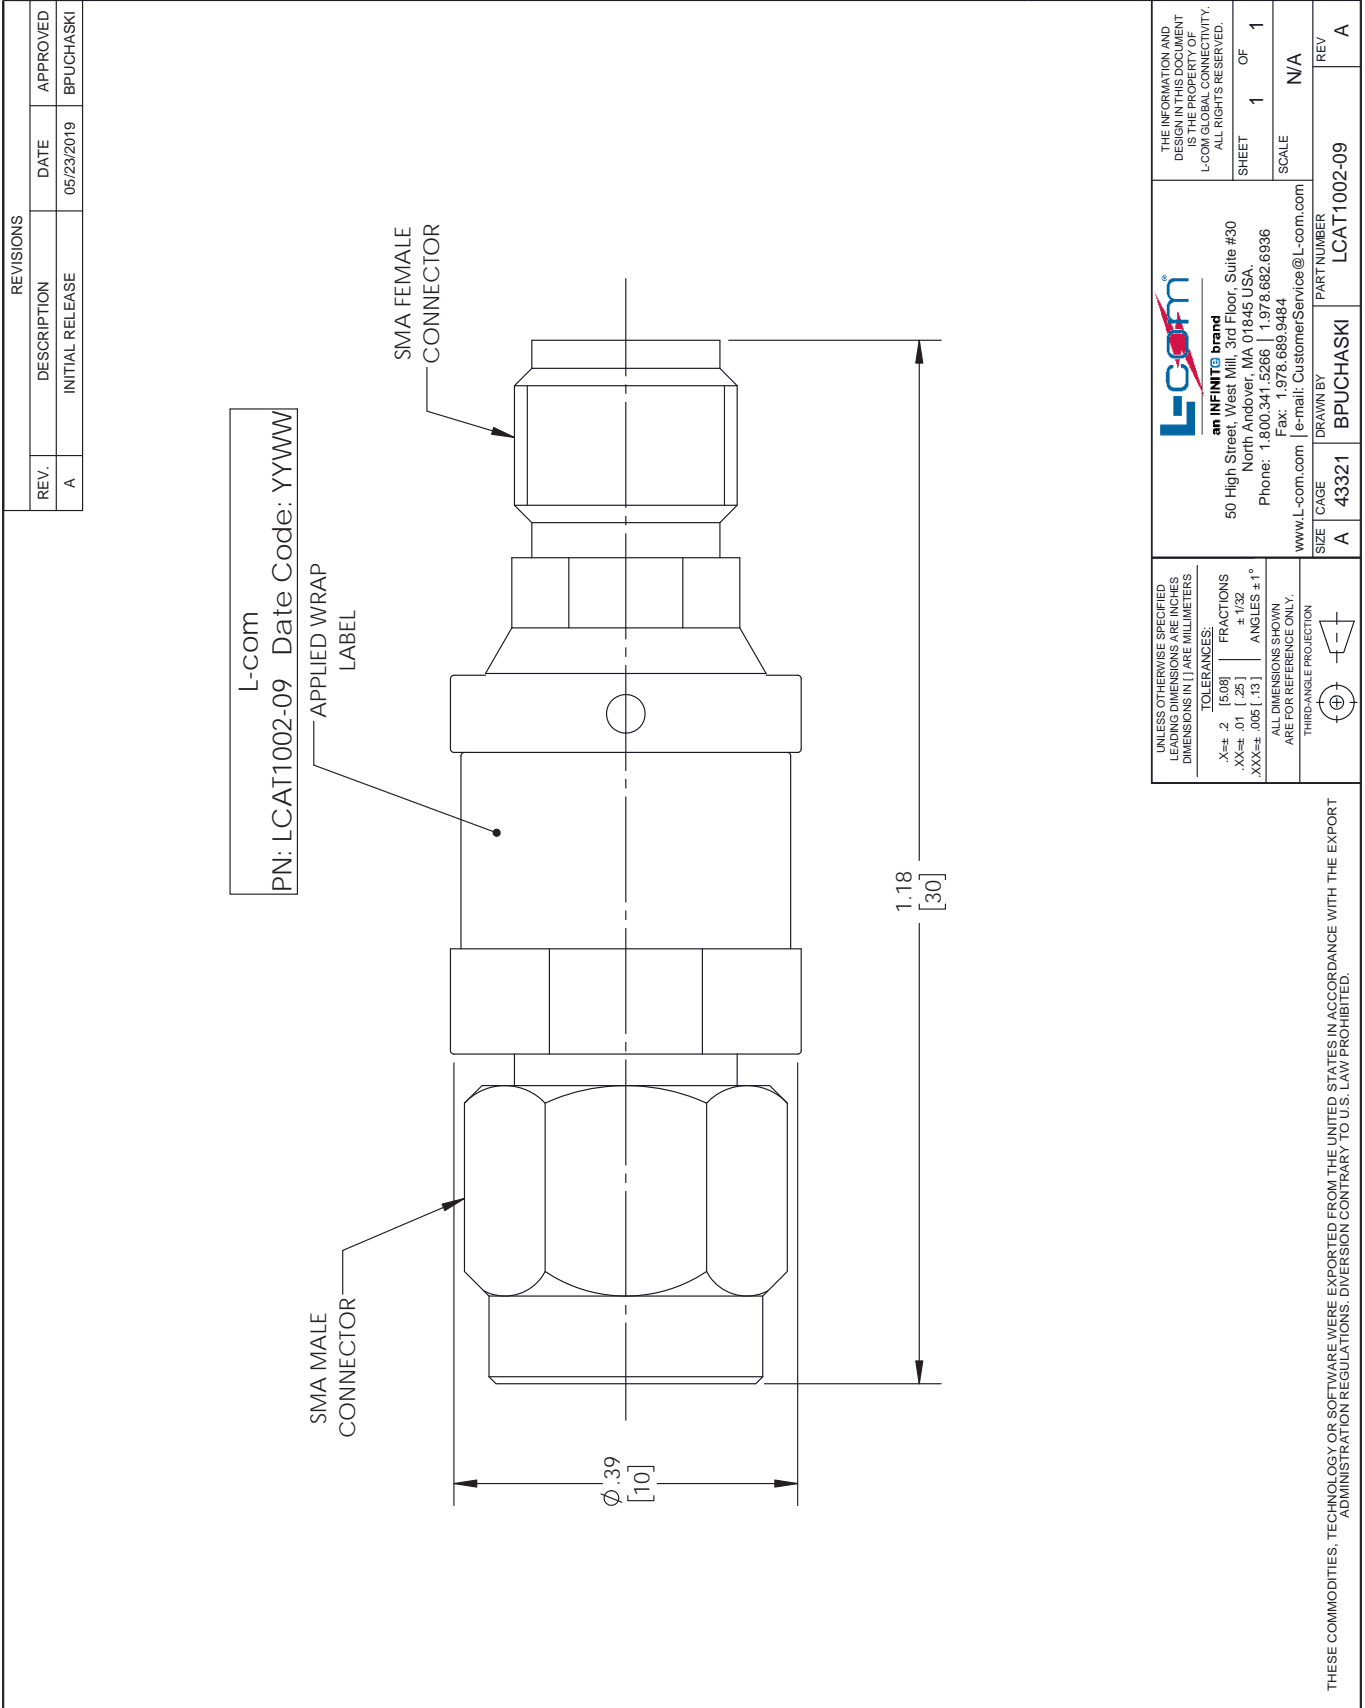 REVISIONS
REV. DESCRIPTION DATE APPROVED
A INITIAL RELEASE 05/23/2019 BPUCHASKI
L-com
PN: LCAT1002-09 Date Code: YYWW
APPLIED WRAP
LABEL
SMA FEMALE
CONNECTOR
SMA MALE
CONNECTOR
1.18
[30]
Ø .39
[10]
UNLESS OTHERWISE SPECIFIED
LEADING DIMENSIONS ARE INCHES
DIMENSIONS IN [ ] ARE MILLIMETERS
TOLERANCES:
.X=± .2 [5.08] FRACTIONS
.XX=± .01 [ .25] ± 1/32
.XXX=± .005 [ .13] ANGLES ± 1°
ALL DIMENSIONS SHOWN
ARE FOR REFERENCE ONLY.
THIRD-ANGLE PROJECTION
L-com®
an INFINIT@ brand
50 High Street, West Mill, 3rd Floor, Suite #30
North Andover, MA 01845 USA.
Phone: 1.800.341.5266 | 1.978.682.6936
Fax: 1.978.689.9484
www.L-com.com | e-mail: CustomerService@L-com.com
THE INFORMATION AND
DESIGN IN THIS DOCUMENT
IS THE PROPERTY OF
L-COM GLOBAL CONNECTIVITY.
ALL RIGHTS RESERVED.
SHEET 1 OF 1
SCALE N/A
SIZE CAGE DRAWN BY PART NUMBER REV
A 43321 BPUCHASKI LCAT1002-09 A
THESE COMMODITIES, TECHNOLOGY OR SOFTWARE WERE EXPORTED FROM THE UNITED STATES IN ACCORDANCE WITH THE EXPORT
ADMINISTRATION REGULATIONS. DIVERSION CONTRARY TO U.S. LAW PROHIBITED.